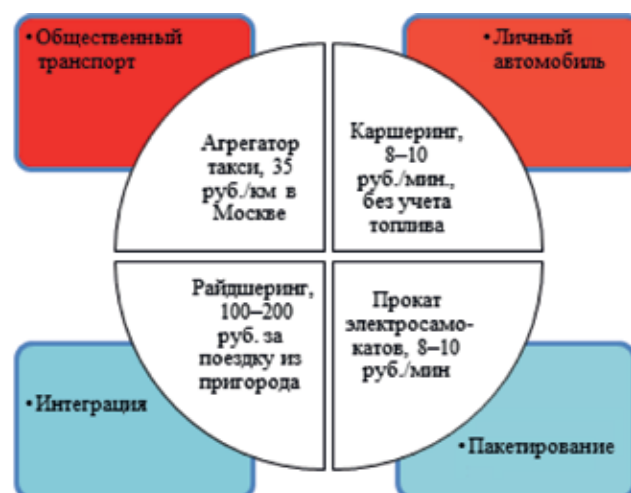 •Общественный
транспорт
•Личный
автомобиль
Агрегатор
такси, 35
руб./км в
Москве
Каршеринг,
8–10
руб./мин.,
без учета
топлива
Райдшеринг,
100–200
руб. за
поездку из
пригорода
Прокат
электросамо-
катов, 8–10
руб./мин
•Интеграция
•Пакетирование